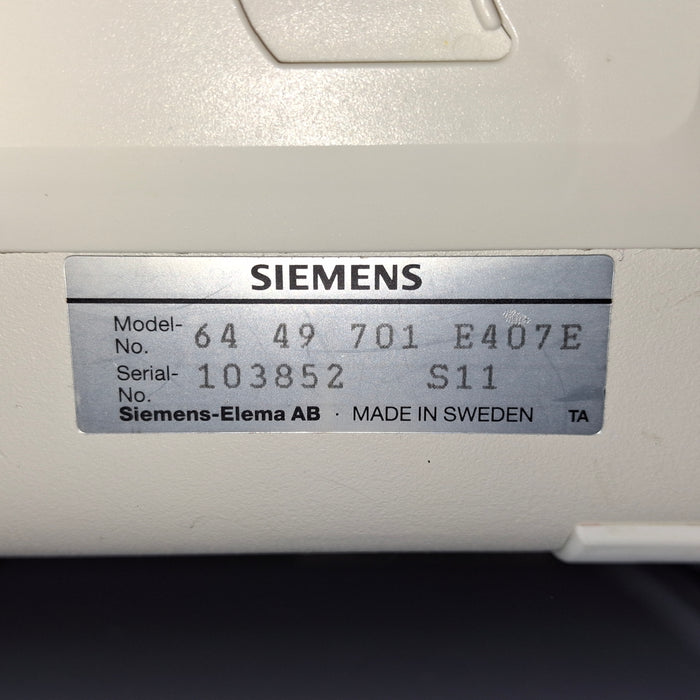 SIEMENS
Model-No. 64 49 701 E407E
Serial-No. 103852 S11
Siemens-Elema AB · MADE IN SWEDEN TA